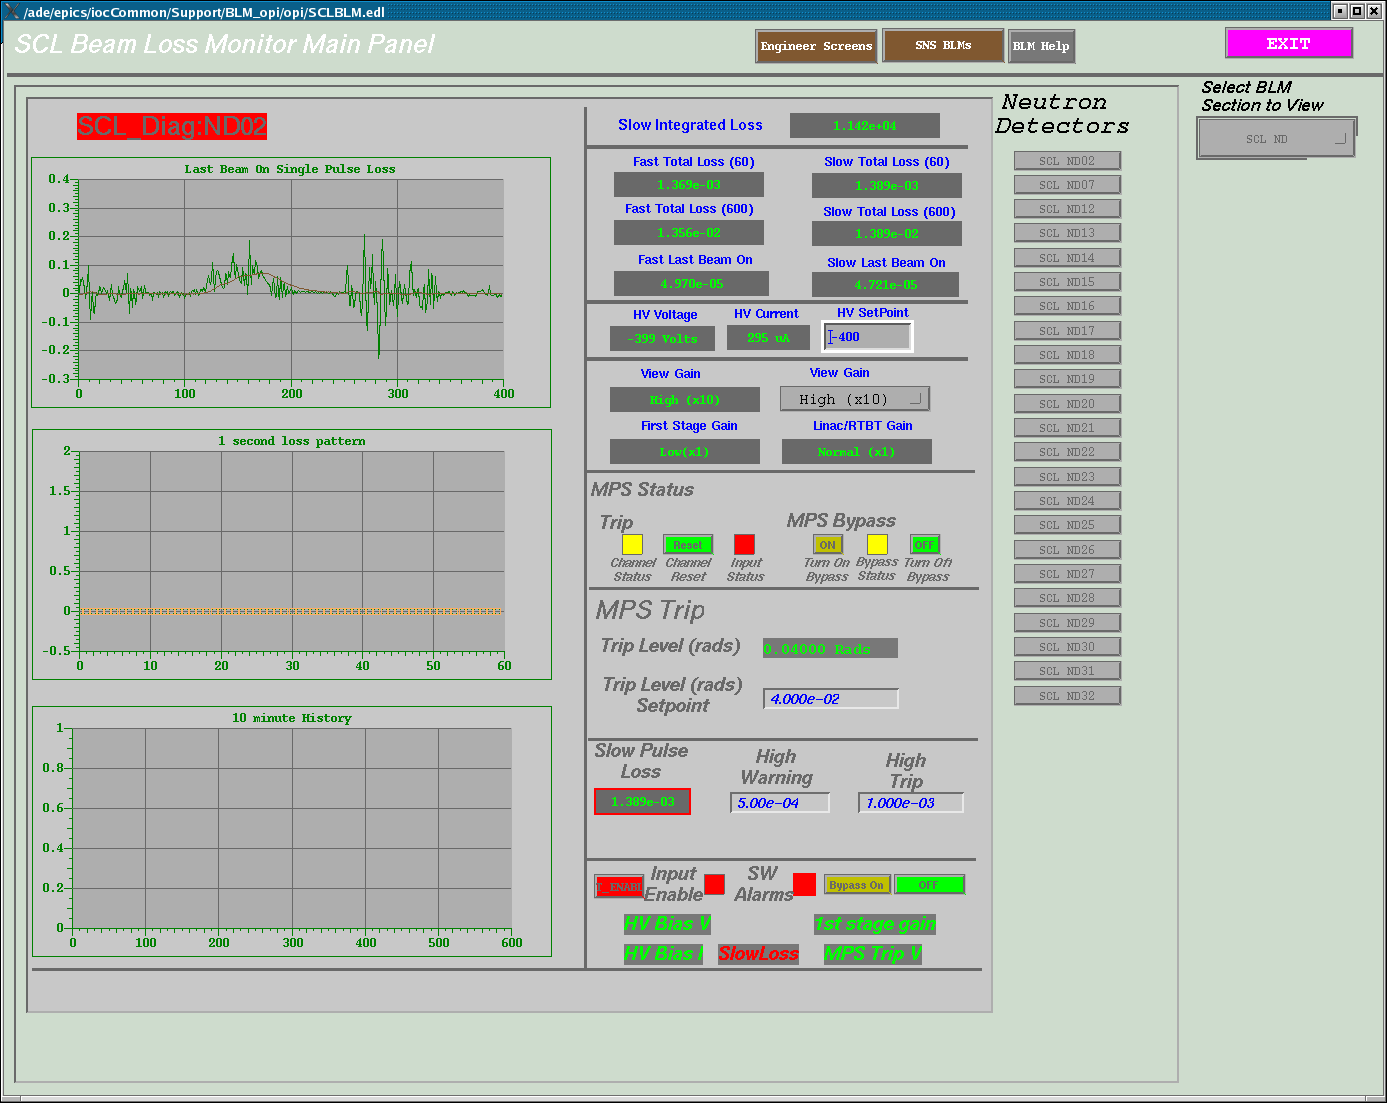 /ade/epics/iocCommon/Support/BLM_opi/opi/SCLBLM.edl
SCL Beam Loss Monitor Main Panel
Engineer Screens
SNS BLMs
BLM Help
EXIT
SCL_Diag:ND02
Last Beam On Single Pulse Loss
0.4
0.3
0.2
0.1
0
-0.1
-0.2
-0.3
0 100 200 300 400
1 second loss pattern
2
1.5
1
0.5
0
-0.5
0 10 20 30 40 50 60
10 minute History
1
0.8
0.6
0.4
0.2
0
0 100 200 300 400 500 600
Slow Integrated Loss 1.142e+04
Fast Total Loss (60) Slow Total Loss (60)
1.369e-03 1.389e-03
Fast Total Loss (600) Slow Total Loss (600)
1.356e-02 1.389e-02
Fast Last Beam On Slow Last Beam On
4.970e-05 4.721e-05
HV Voltage HV Current HV SetPoint
-399 Volts 295 uA -400
View Gain View Gain
High (x10) High (x10)
First Stage Gain Linac/RTBT Gain
Low(x1) Normal (x1)
MPS Status
Trip MPS Bypass
Reset ON OFF
Channel Status
Channel Reset
Input Status
Turn On Bypass
Bypass Status
Turn Off Bypass
MPS Trip
Trip Level (rads) 0.04000 Rads
Trip Level (rads)
Setpoint
4.000e-02
Slow Pulse
Loss
High
Warning
High
Trip
1.389e-03 5.00e-04 1.000e-03
Input
Enable
SW
Alarms
Bypass On OFF
HV Bias V 1st stage gain
HV Bias SlowLoss MPS Trip V
Neutron
Detectors
SCL ND02
SCL ND07
SCL ND12
SCL ND13
SCL ND14
SCL ND15
SCL ND16
SCL ND17
SCL ND18
SCL ND19
SCL ND20
SCL ND21
SCL ND22
SCL ND23
SCL ND24
SCL ND25
SCL ND26
SCL ND27
SCL ND28
SCL ND29
SCL ND30
SCL ND31
SCL ND32
Select BLM
Section to View
SCL ND